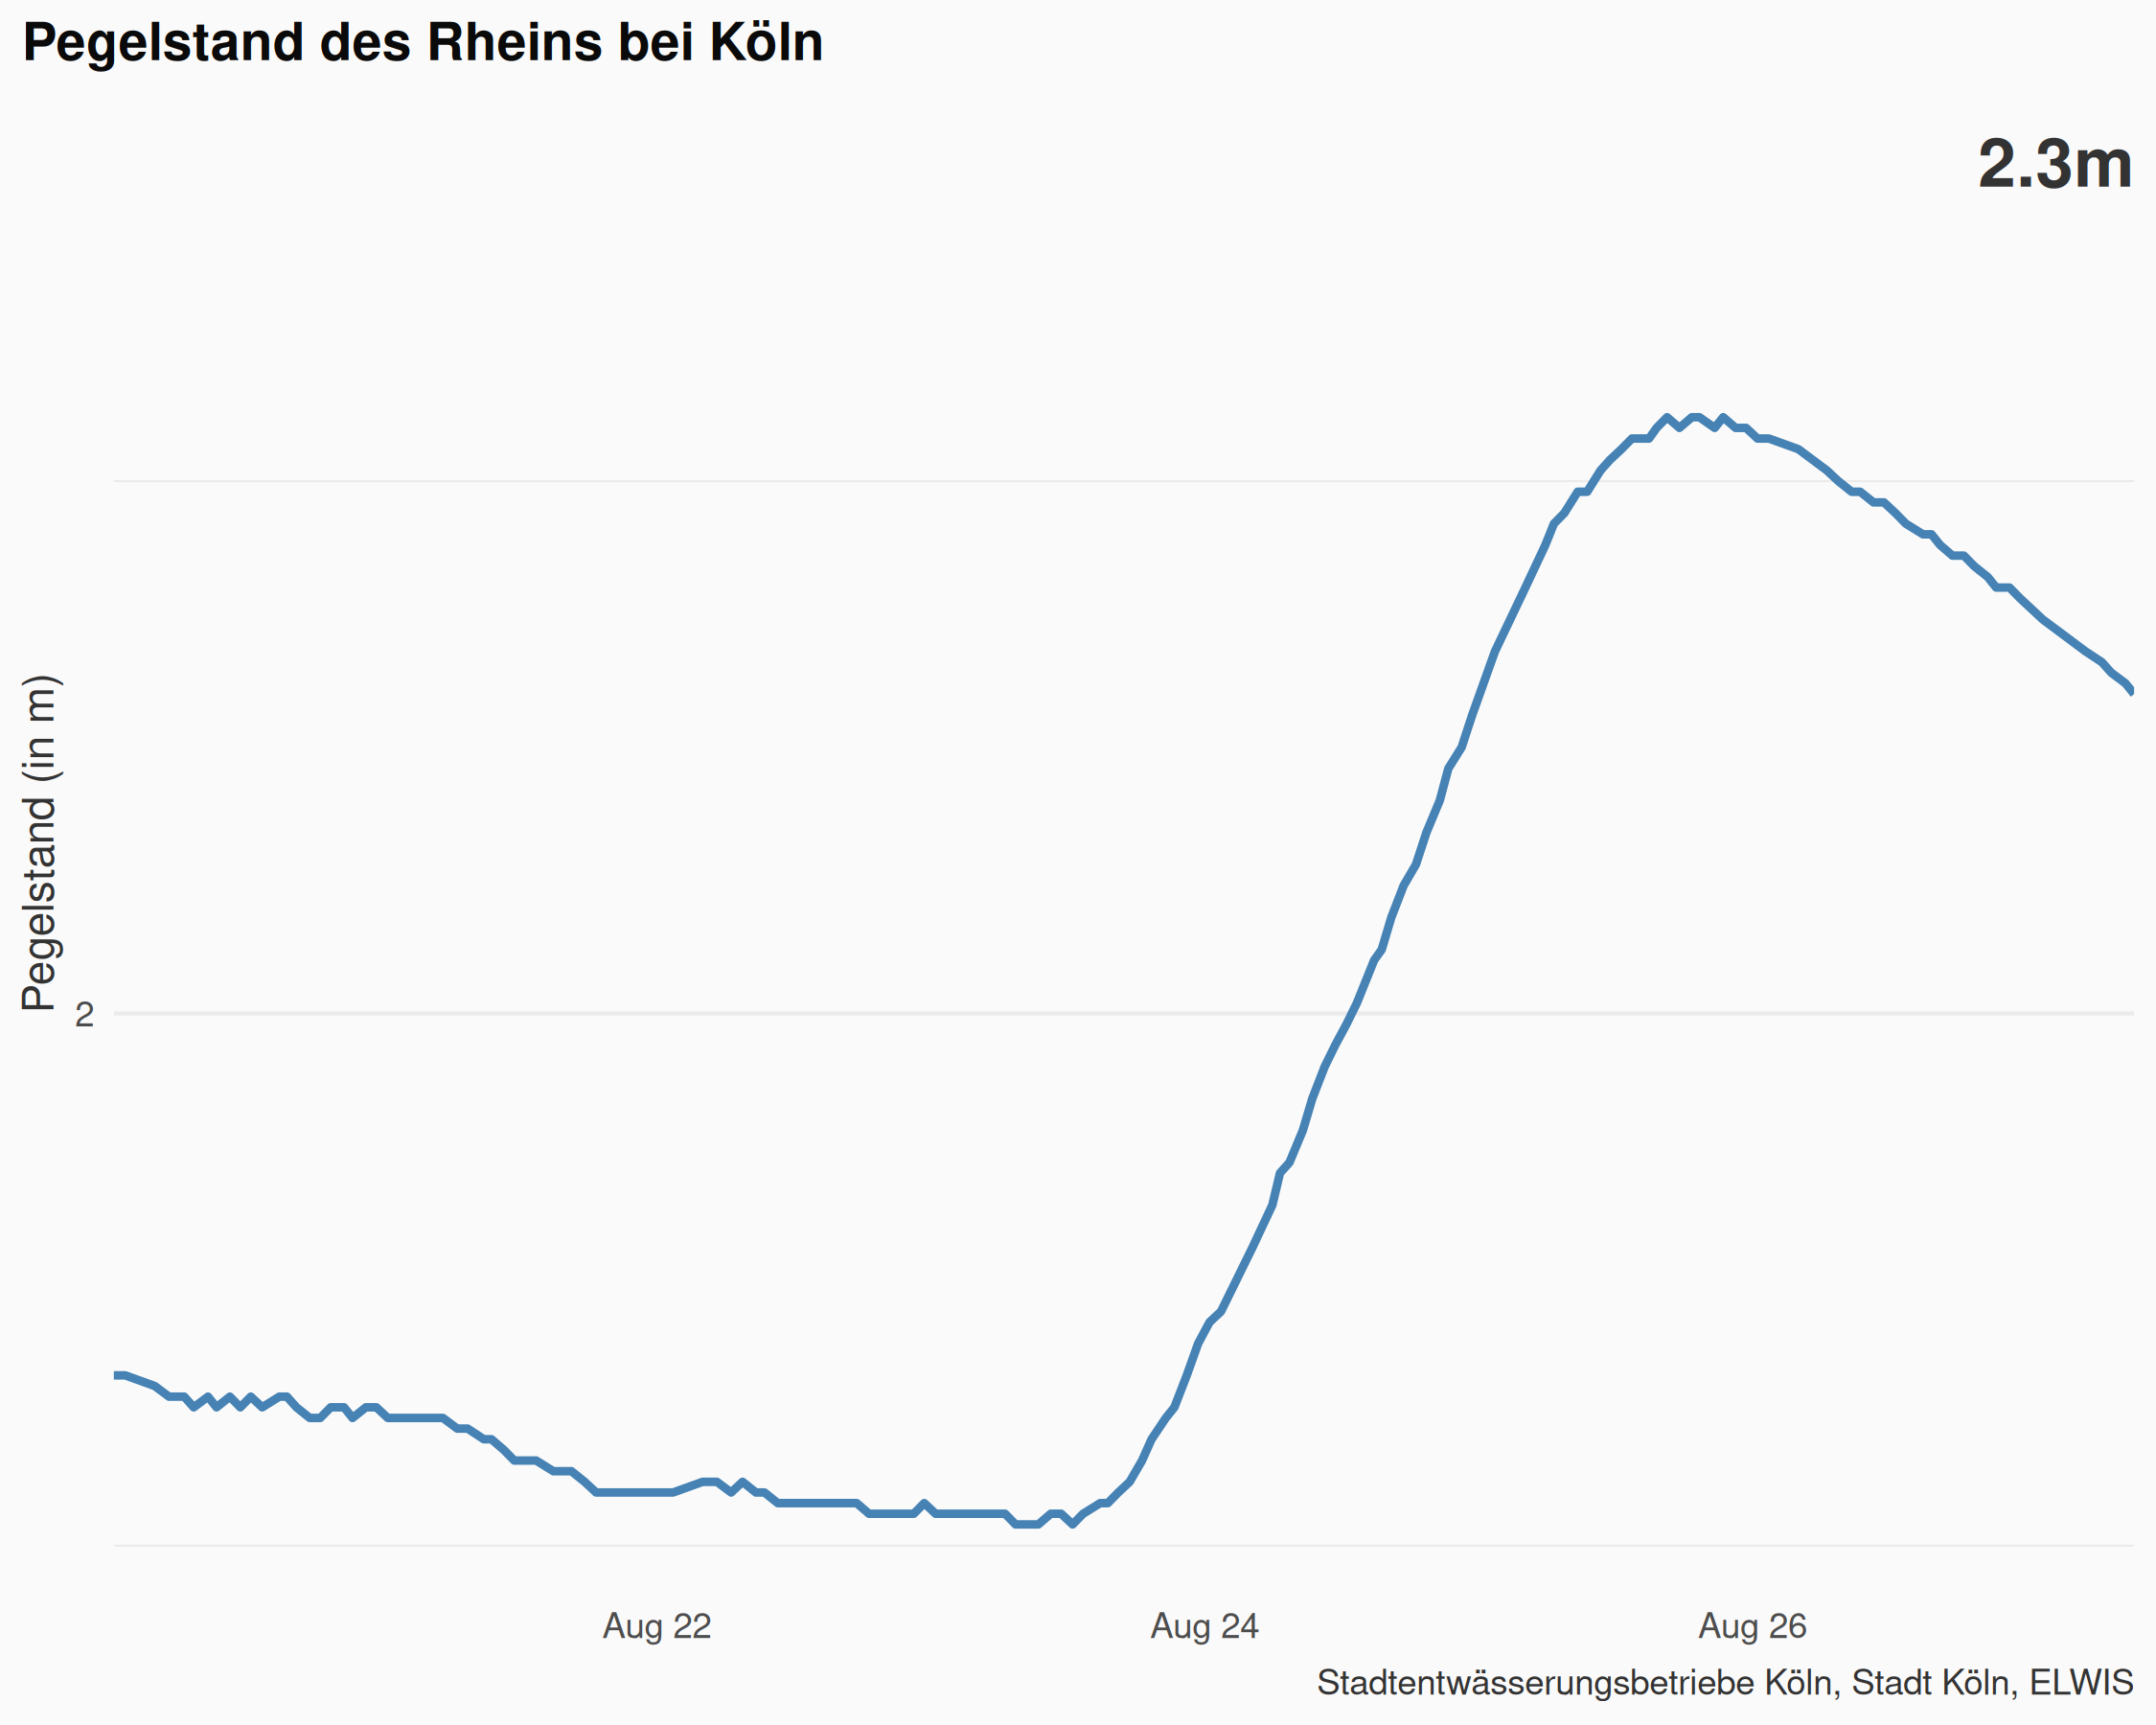 Pegelstand des Rheins bei Köln
2.3m
Pegelstand (in m)
2
Aug 22
Aug 24
Aug 26
Stadtentwässerungsbetriebe Köln, Stadt Köln, ELWIS